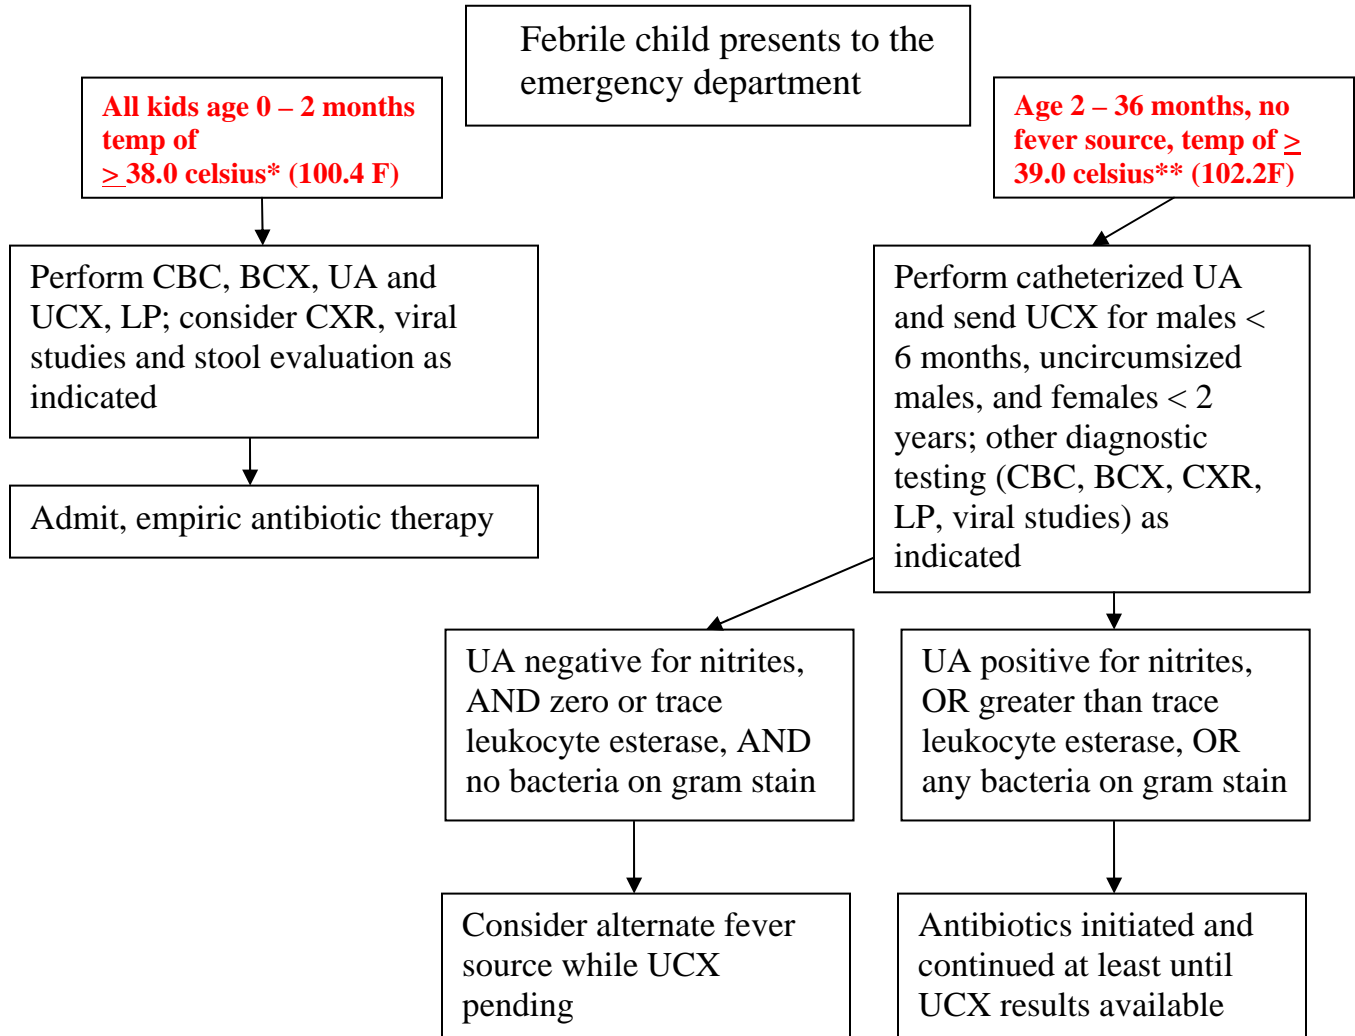 Febrile child presents to the
emergency department
All kids age 0 – 2 months
temp of
≥ 38.0 celsius* (100.4 F)
Age 2 – 36 months, no
fever source, temp of ≥
39.0 celsius** (102.2F)
Perform CBC, BCX, UA and
UCX, LP; consider CXR, viral
studies and stool evaluation as
indicated
Admit, empiric antibiotic therapy
Perform catheterized UA
and send UCX for males <
6 months, uncircumsized
males, and females < 2
years; other diagnostic
testing (CBC, BCX, CXR,
LP, viral studies) as
indicated
UA negative for nitrites,
AND zero or trace
leukocyte esterase, AND
no bacteria on gram stain
UA positive for nitrites,
OR greater than trace
leukocyte esterase, OR
any bacteria on gram stain
Consider alternate fever
source while UCX
pending
Antibiotics initiated and
continued at least until
UCX results available